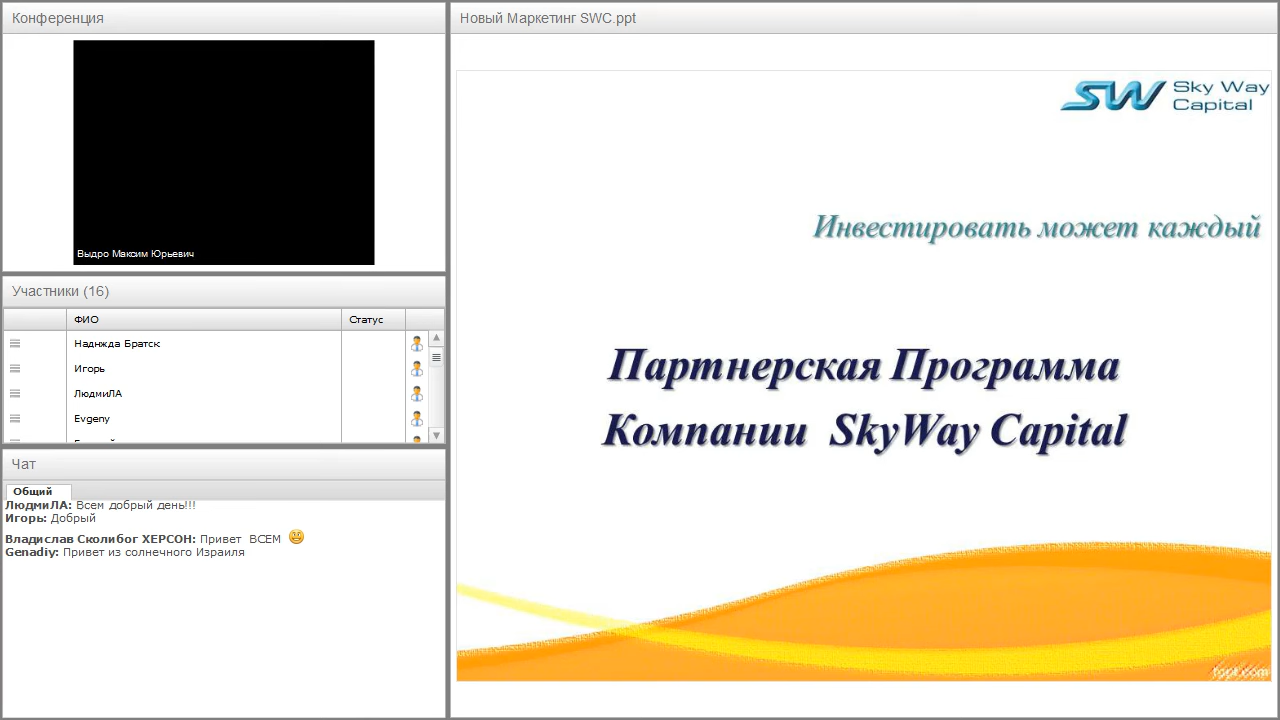 Конференция
Выдро Максим Юрьевич
Участники (16)
ФИО
Статус
Наднжда Братск
Игорь
ЛюдмиЛА
Evgeny
Чат
Общий
ЛюдмиЛА: Всем добрый день!!!
Игорь: Добрый
Владислав Сколибог ХЕРСОН: Привет ВСЕМ
Genadiy: Привет из солнечного Израиля
Новый Маркетинг SWC.ppt
SW Sky Way
Capital
Инвестировать может каждый
Партнерская Программа
Компании SkyWay Capital